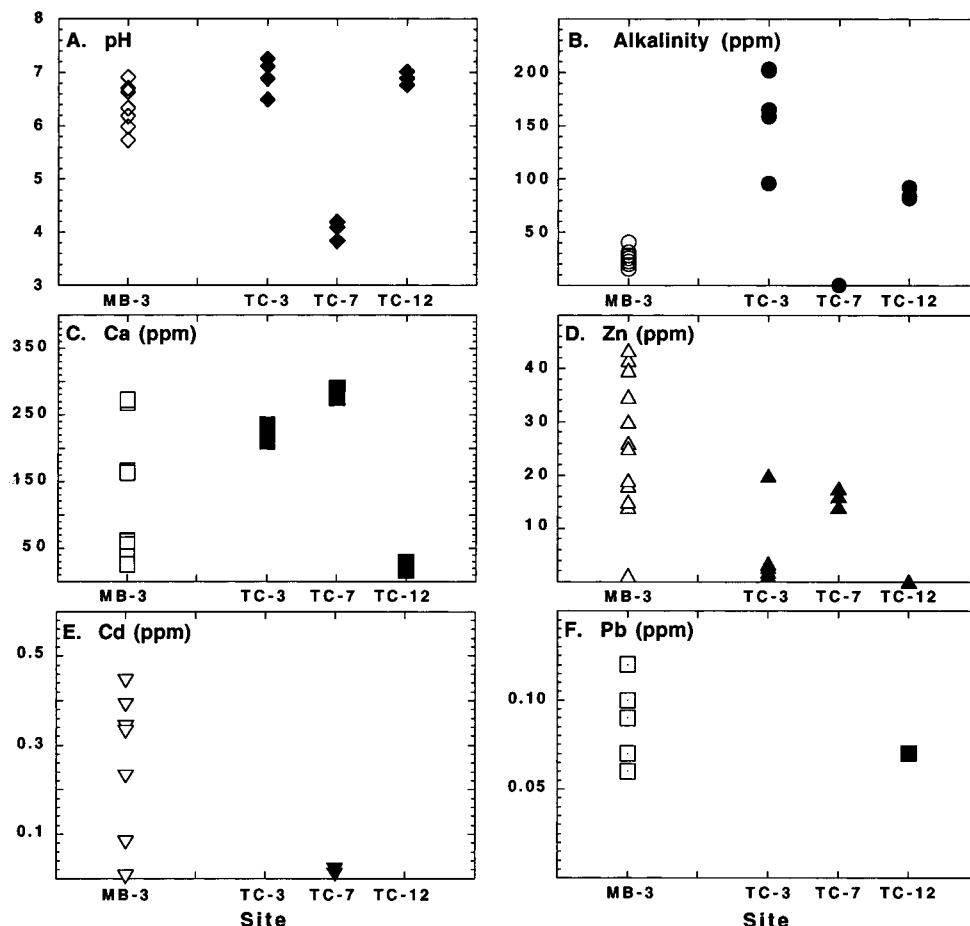 A. pH
8
7
6
5
4
3
MB-3 TC-3 TC-7 TC-12
B. Alkalinity (ppm)
200
150
100
50
MB-3 TC-3 TC-7 TC-12
C. Ca (ppm)
350
250
150
50
MB-3 TC-3 TC-7 TC-12
D. Zn (ppm)
40
30
20
10
MB-3 TC-3 TC-7 TC-12
E. Cd (ppm)
0.5
0.3
0.1
MB-3 TC-3 TC-7 TC-12
Site
F. Pb (ppm)
0.10
0.05
MB-3 TC-3 TC-7 TC-12
Site